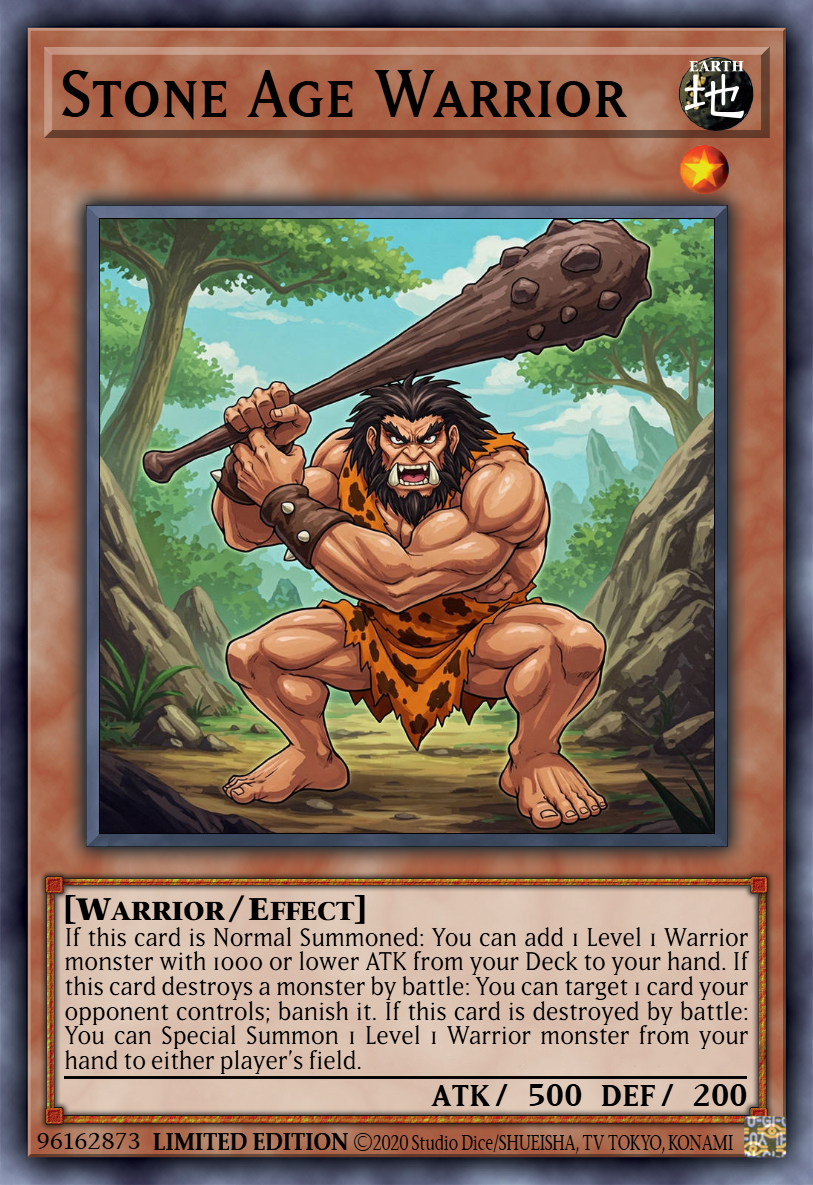 Stone Age Warrior
EARTH
地
[Warrior/Effect]
If this card is Normal Summoned: You can add 1 Level 1 Warrior
monster with 1000 or lower ATK from your Deck to your hand. If
this card destroys a monster by battle: You can target 1 card your
opponent controls; banish it. If this card is destroyed by battle:
You can Special Summon 1 Level 1 Warrior monster from your
hand to either player's field.
ATK/ 500 DEF/ 200
96162873 LIMITED EDITION ©2020 Studio Dice/SHUEISHA, TV TOKYO, KONAMI